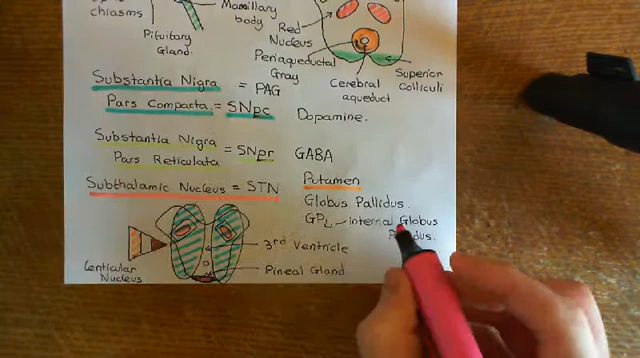 chiasms
Mamillary
body
Pituitary
Gland.
Red
Nucleus
Periaqueductal
Gray
= PAG
Cerebral
aqueduct
Superior
Colliculi
Substantia Nigra
Pars Compacta = SNpc
Dopamine.
Substantia Nigra
Pars Reticulata = SNpr
GABA
Subthalamic Nucleus = STN
Putamen
Globus Pallidus.
GPi - internal Globus
3rd Ventricle
Pineal Gland
Lenticular
Nucleus